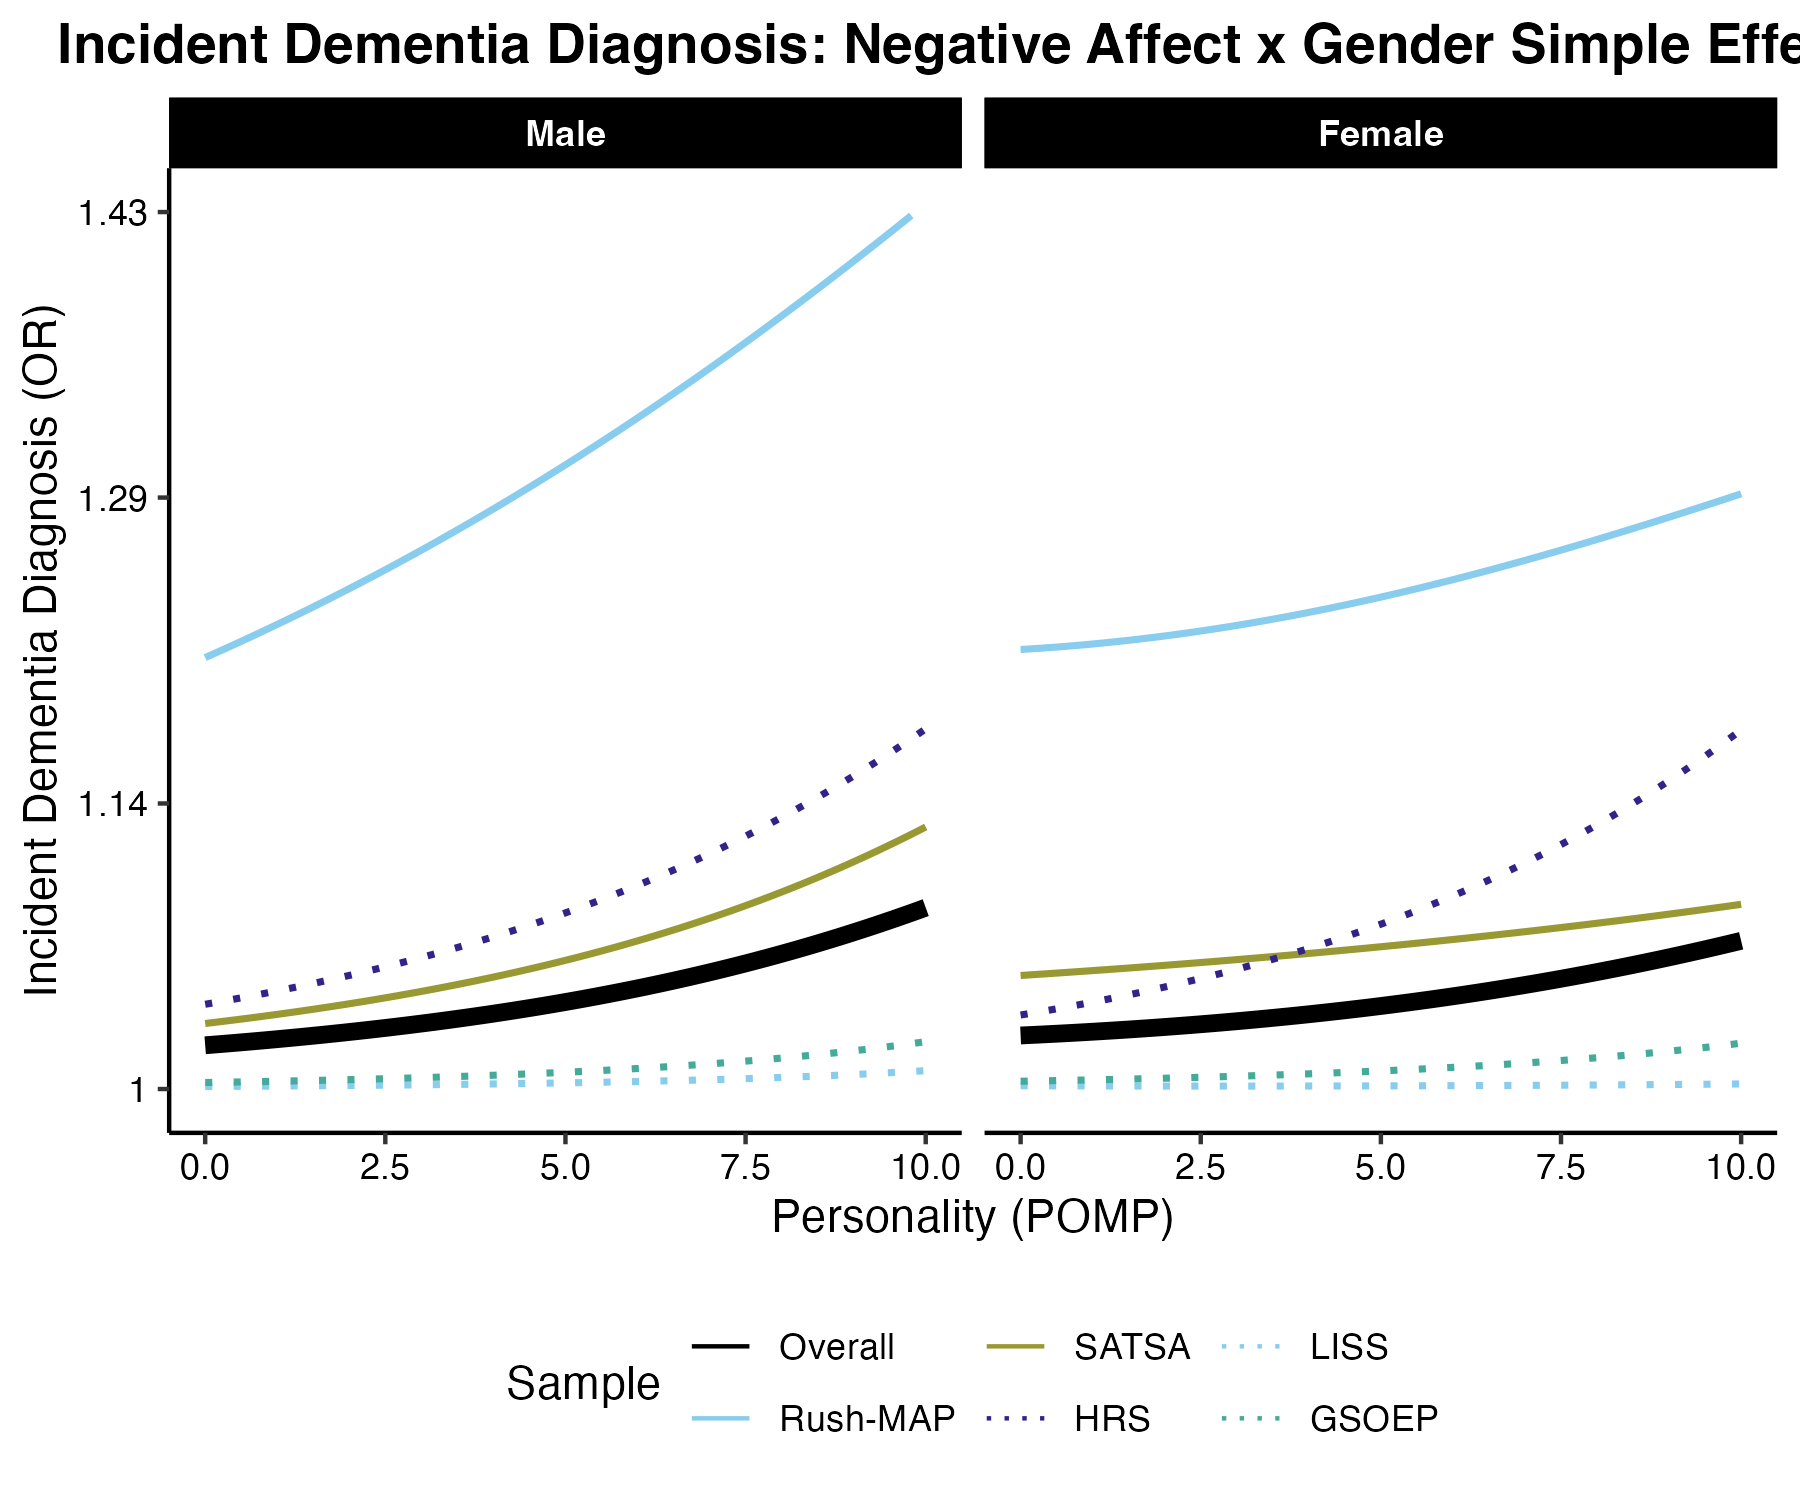 Incident Dementia Diagnosis: Negative Affect x Gender Simple Effe
Male
Female
Incident Dementia Diagnosis (OR)
1.43
1.29
1.14
1
0.0 2.5 5.0 7.5 10.0 0.0 2.5 5.0 7.5 10.0
Personality (POMP)
Sample
Overall SATSA LISS
Rush-MAP HRS GSOEP